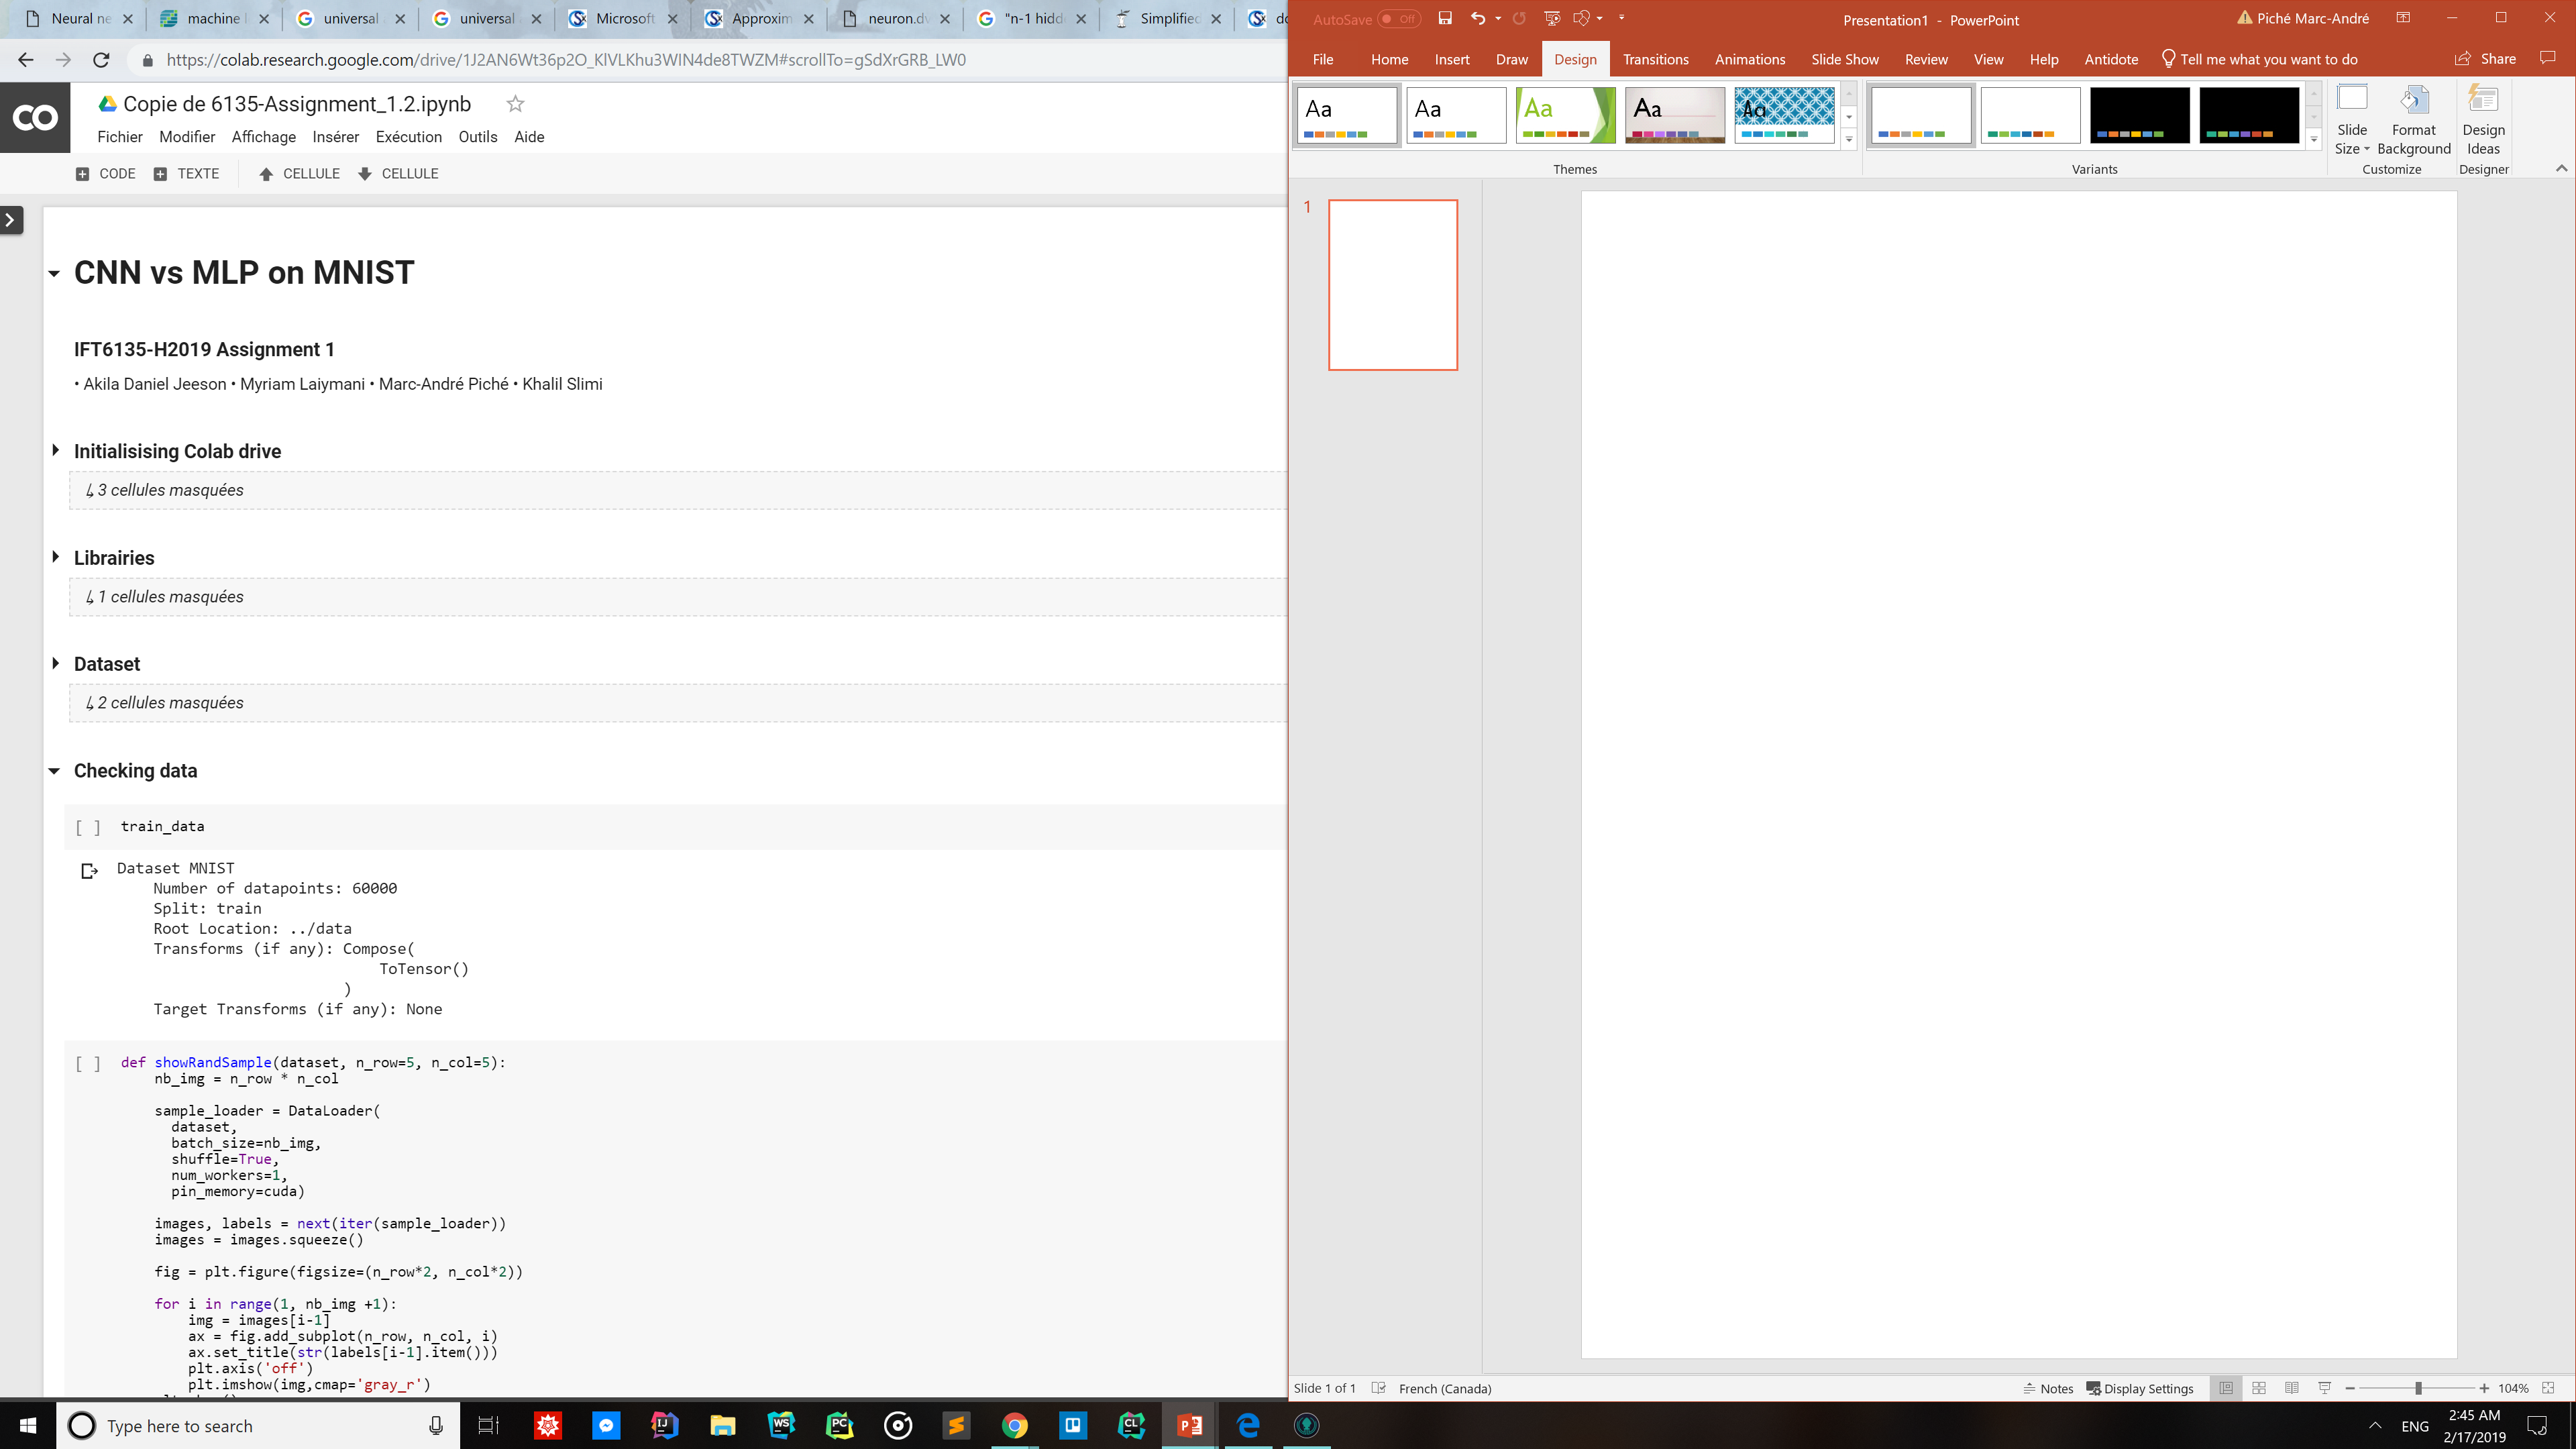 Neural ne
machine l
universal
universal
Microsoft
Approxim
neuron.dv
"n-1 hidd
Simplified
https://colab.research.google.com/drive/1J2AN6Wt36p2O_KlVLKhu3WIN4de8TWZM#scrollTo=gSdXrGRB_LW0
CO
Copie de 6135-Assignment_1.2.ipynb
Fichier Modifier Affichage Insérer Exécution Outils Aide
CODE TEXTE CELLULE CELLULE
CNN vs MLP on MNIST
IFT6135-H2019 Assignment 1
• Akila Daniel Jeeson • Myriam Laiymani • Marc-André Piché • Khalil Slimi
Initialisising Colab drive
↳ 3 cellules masquées
Librairies
↳ 1 cellules masquées
Dataset
↳ 2 cellules masquées
Checking data
[ ] train_data
Dataset MNIST
Number of datapoints: 60000
Split: train
Root Location: ../data
Transforms (if any): Compose(
ToTensor()
)
Target Transforms (if any): None
[ ] def showRandSample(dataset, n_row=5, n_col=5):
nb_img = n_row * n_col
sample_loader = DataLoader(
dataset,
batch_size=nb_img,
shuffle=True,
num_workers=1,
pin_memory=cuda)
images, labels = next(iter(sample_loader))
images = images.squeeze()
fig = plt.figure(figsize=(n_row*2, n_col*2))
for i in range(1, nb_img +1):
img = images[i-1]
ax = fig.add_subplot(n_row, n_col, i)
ax.set_title(str(labels[i-1].item()))
plt.axis('off')
plt.imshow(img,cmap='gray_r')
AutoSave Off
Presentation1 - PowerPoint
Piché Marc-André
File Home Insert Draw Design Transitions Animations Slide Show Review View Help Antidote Tell me what you want to do Share
Aa Aa Aa Aa Aa
Slide Size
Format Background
Design Ideas
Themes Variants Customize Designer
1
Slide 1 of 1 French (Canada) Notes Display Settings 104%
Type here to search
IJ WS PC CL P
ENG
2:45 AM
2/17/2019